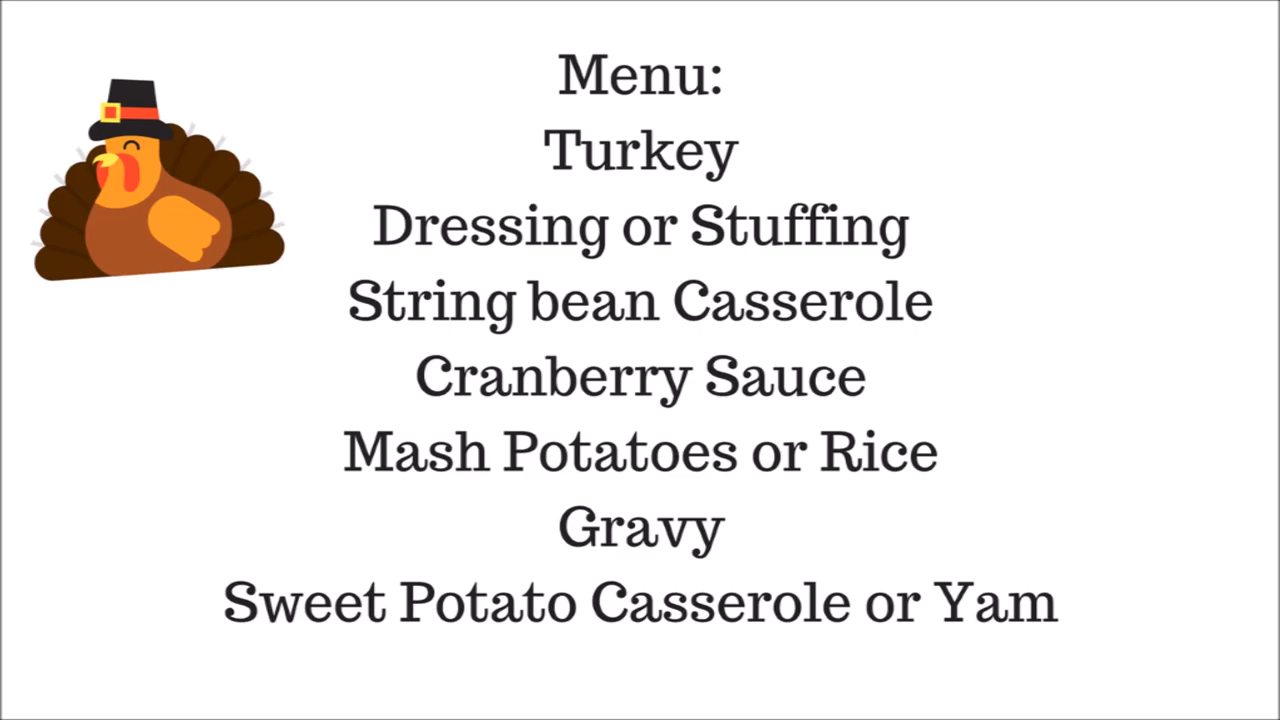 Menu:
Turkey
Dressing or Stuffing
String bean Casserole
Cranberry Sauce
Mash Potatoes or Rice
Gravy
Sweet Potato Casserole or Yam